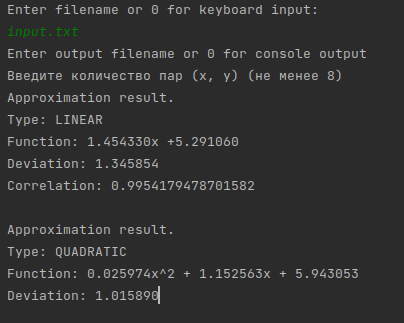 Enter filename or 0 for keyboard input:
input.txt
Enter output filename or 0 for console output
Введите количество пар (x, y) (не менее 8)
Approximation result.
Type: LINEAR
Function: 1.454330x +5.291060
Deviation: 1.345854
Correlation: 0.9954179478701582
Approximation result.
Type: QUADRATIC
Function: 0.025974x^2 + 1.152563x + 5.943053
Deviation: 1.015890